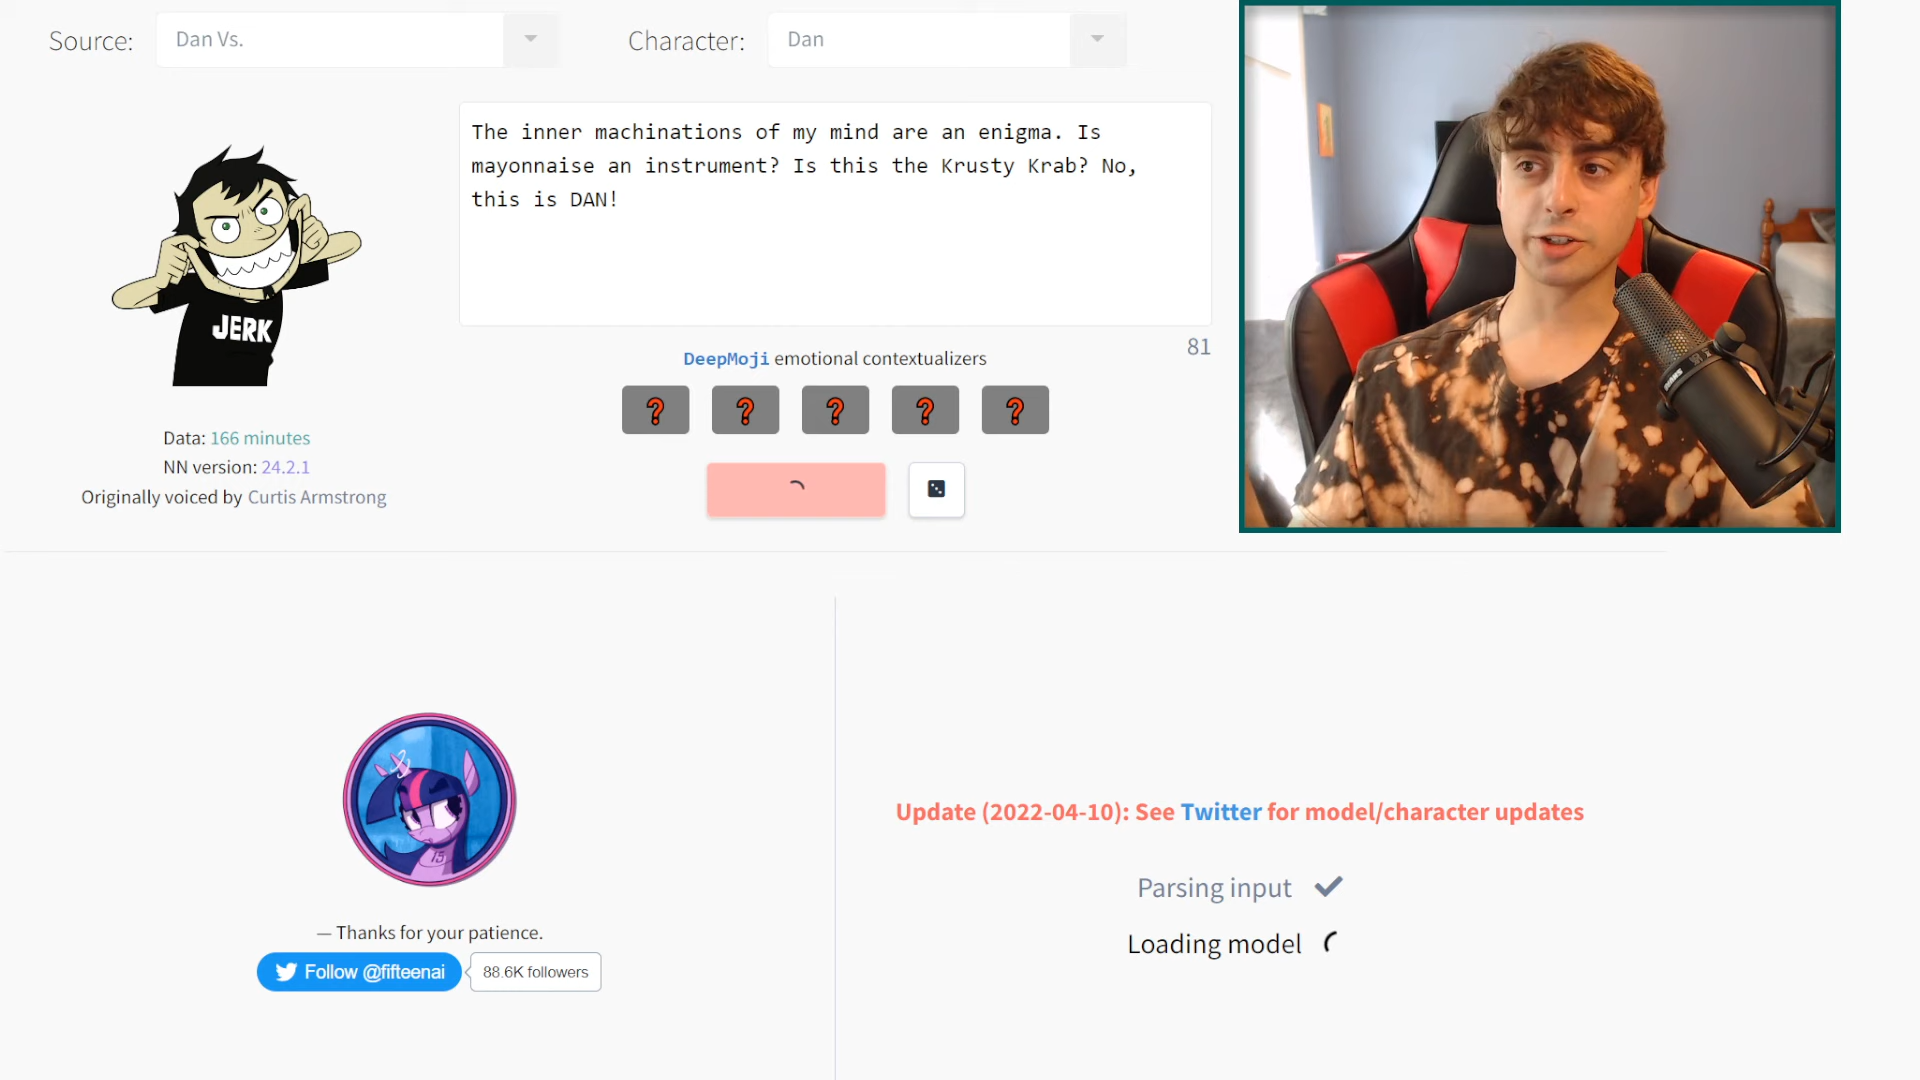 Source:
Dan Vs.
Character:
Dan
The inner machinations of my mind are an enigma. Is
mayonnaise an instrument? Is this the Krusty Krab? No,
this is DAN!
81
JERK
DeepMoji emotional contextualizers
? ? ? ? ?
Data: 166 minutes
NN version: 24.2.1
Originally voiced by Curtis Armstrong
15
— Thanks for your patience.
Follow @fifteenai
88.6K followers
Update (2022-04-10): See Twitter for model/character updates
Parsing input
Loading model